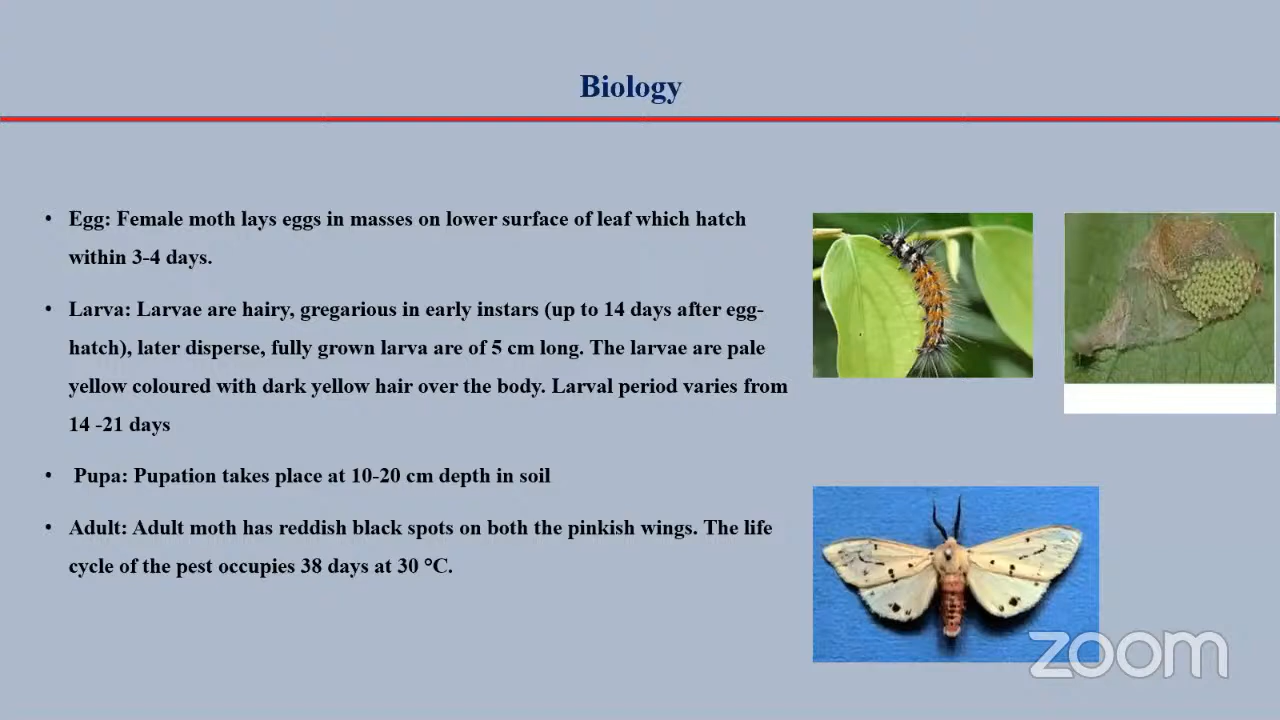 Biology
• Egg: Female moth lays eggs in masses on lower surface of leaf which hatch
within 3-4 days.
• Larva: Larvae are hairy, gregarious in early instars (up to 14 days after egg-
hatch), later disperse, fully grown larva are of 5 cm long. The larvae are pale
yellow coloured with dark yellow hair over the body. Larval period varies from
14 -21 days
• Pupa: Pupation takes place at 10-20 cm depth in soil
• Adult: Adult moth has reddish black spots on both the pinkish wings. The life
cycle of the pest occupies 38 days at 30 °C.
zoom